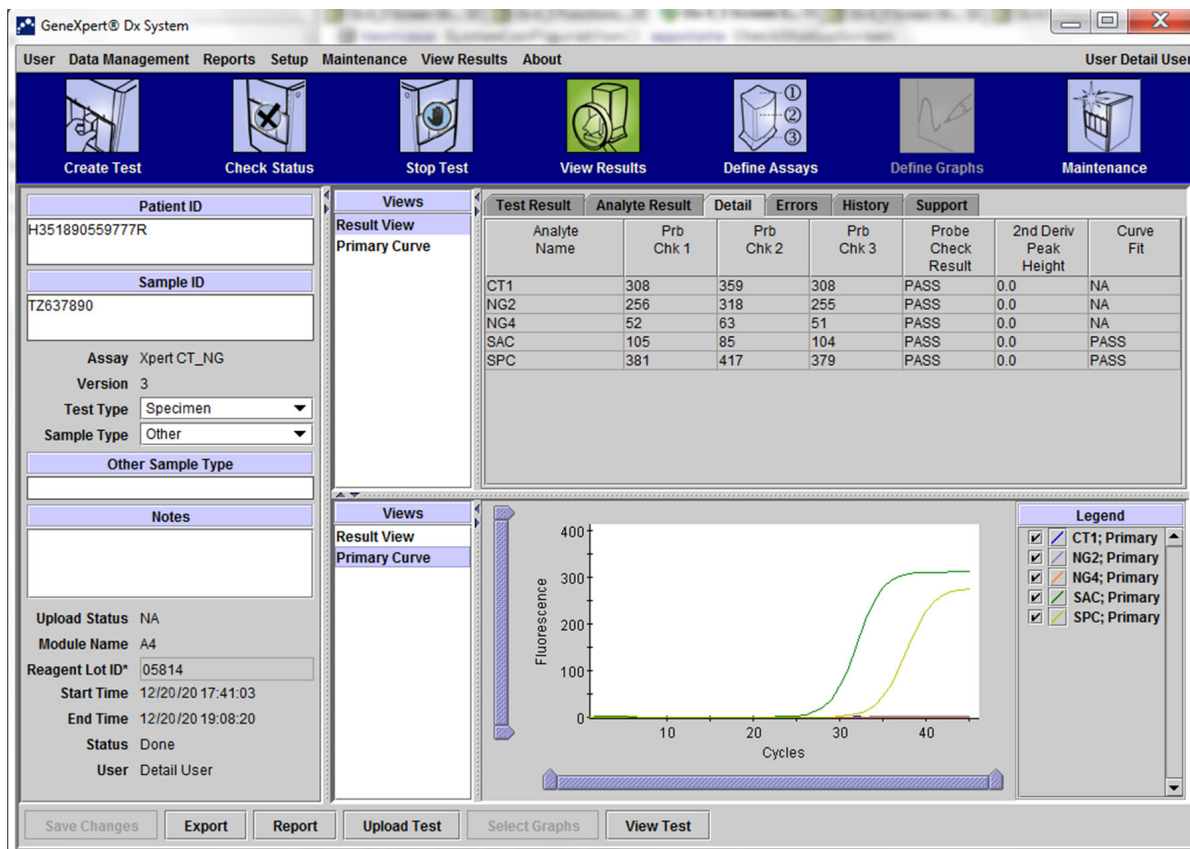 GeneXpert® Dx System
User Data Management Reports Setup Maintenance View Results About User Detail User
Create Test Check Status Stop Test View Results Define Assays Define Graphs Maintenance
① ② ③
Patient ID
H351890559777R
Sample ID
TZ637890
Assay Xpert CT_NG
Version 3
Test Type Specimen
Sample Type Other
Other Sample Type
Notes
Upload Status NA
Module Name A4
Reagent Lot ID* 05814
Start Time 12/20/20 17:41:03
End Time 12/20/20 19:08:20
Status Done
User Detail User
Views
Result View
Primary Curve
Test Result Analyte Result Detail Errors History Support
Analyte Name Prb Chk 1 Prb Chk 2 Prb Chk 3 Probe Check Result 2nd Deriv Peak Height Curve Fit
CT1 308 359 308 PASS 0.0 NA
NG2 256 318 255 PASS 0.0 NA
NG4 52 63 51 PASS 0.0 NA
SAC 105 85 104 PASS 0.0 PASS
SPC 381 417 379 PASS 0.0 PASS
Views
Result View
Primary Curve
Fluorescence
400
300
200
100
0
10 20 30 40
Cycles
Legend
CT1; Primary
NG2; Primary
NG4; Primary
SAC; Primary
SPC; Primary
Save Changes Export Report Upload Test Select Graphs View Test